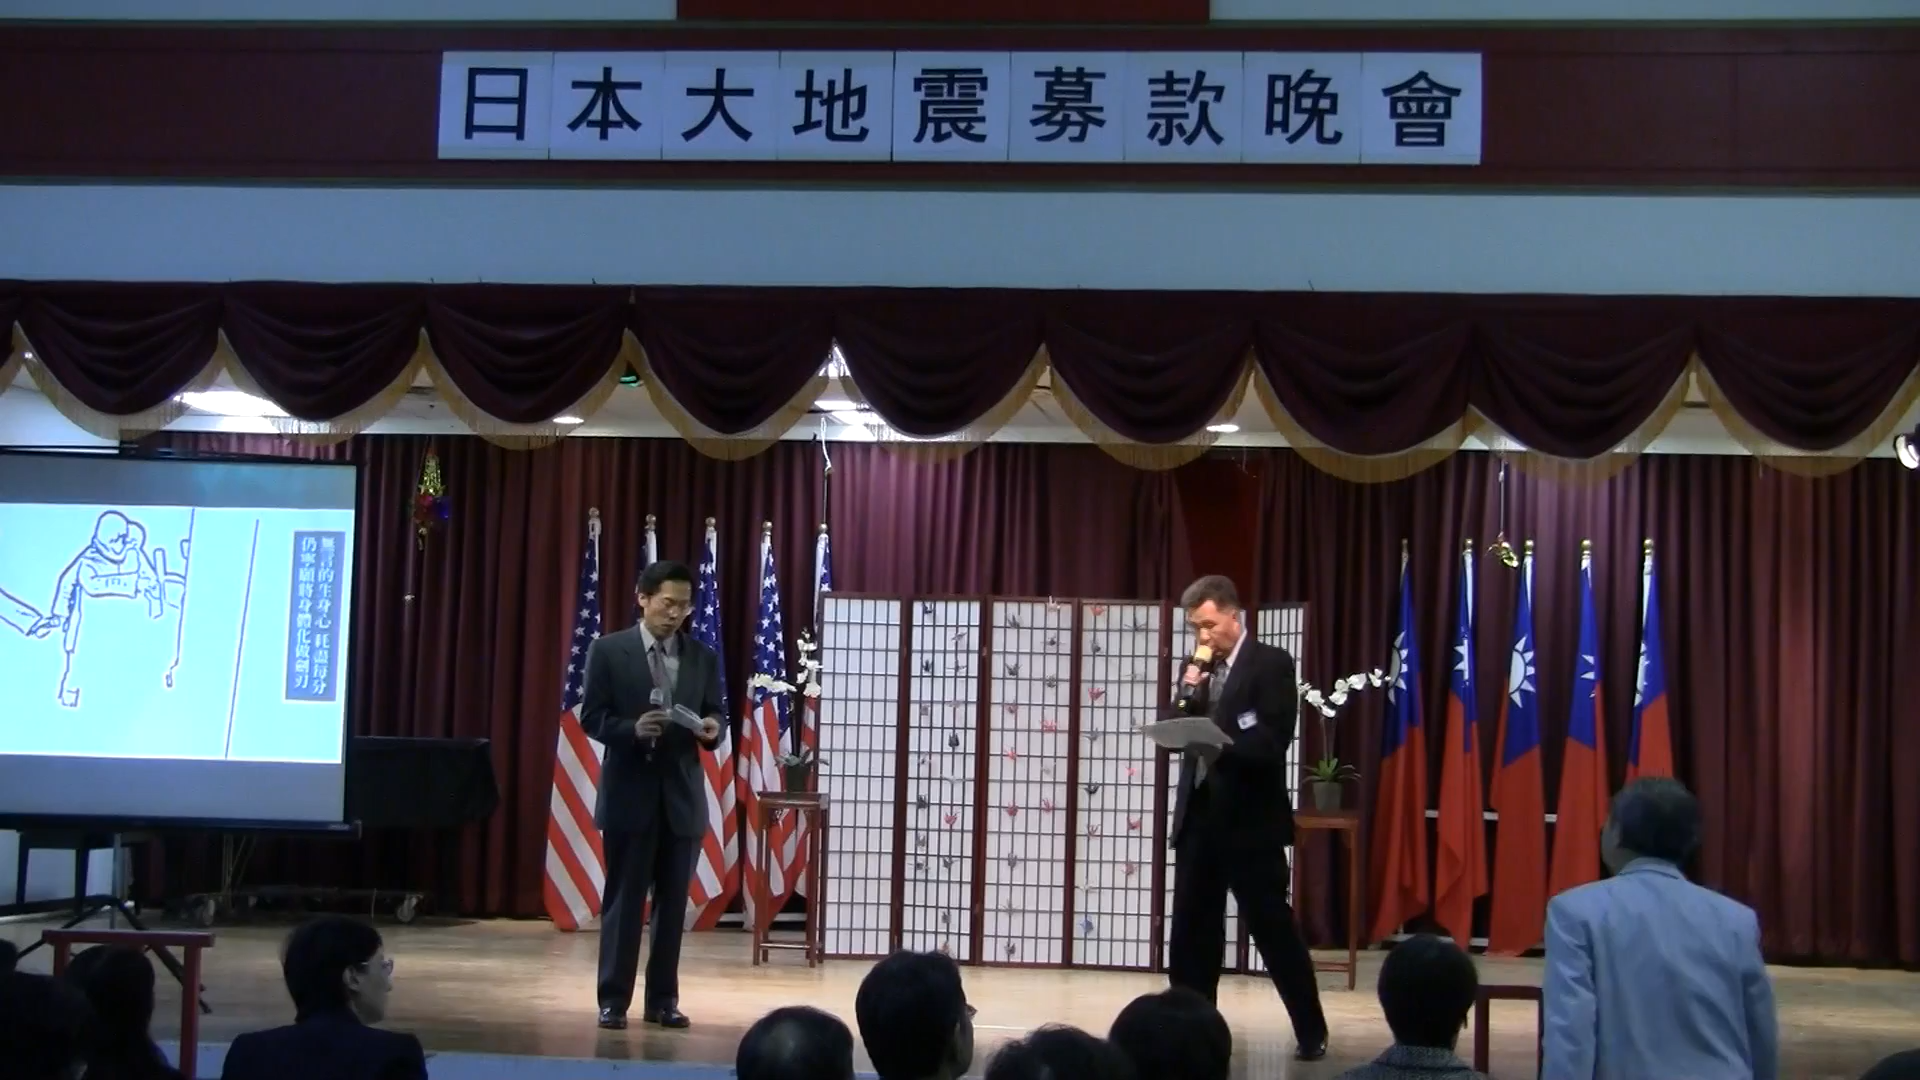 日本大地震募款晚會
無言的生身心 耗盡每分
仍寧願將身體化做劍刃